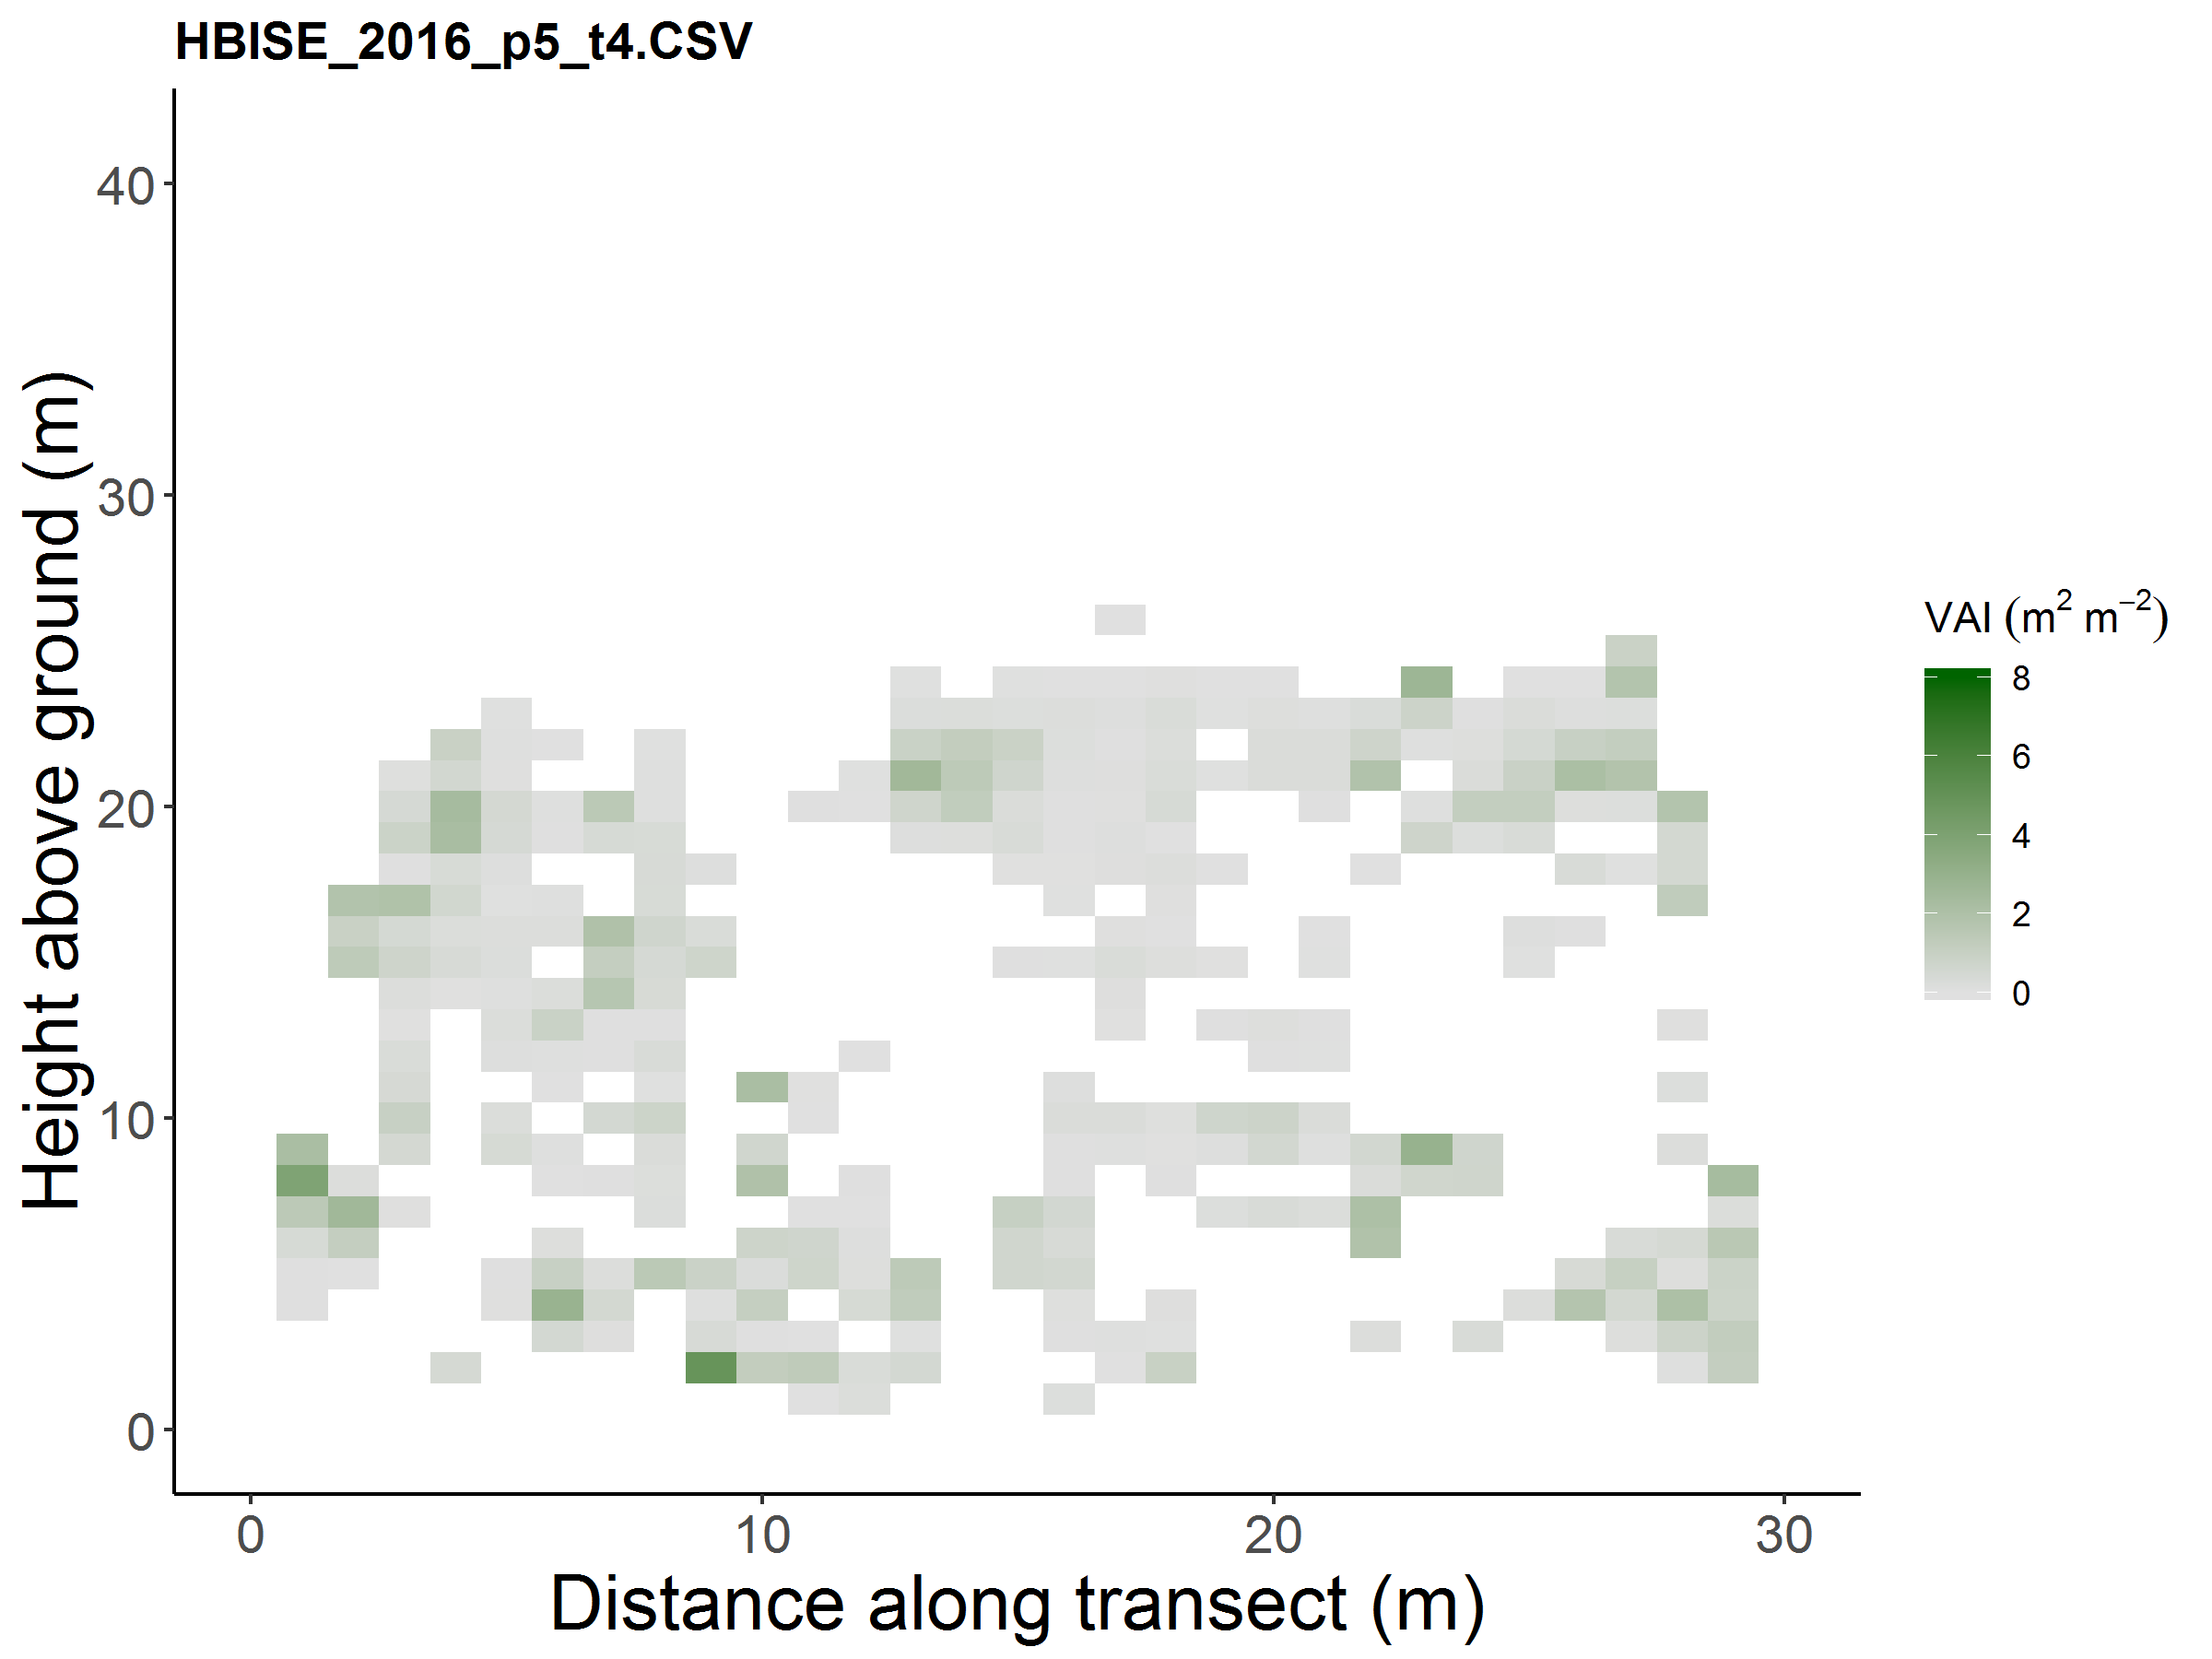 HBISE_2016_p5_t4.CSV
Height above ground (m)
40
30
20
10
0
0 10 20 30
Distance along transect (m)
VAI (m² m⁻²)
8
6
4
2
0